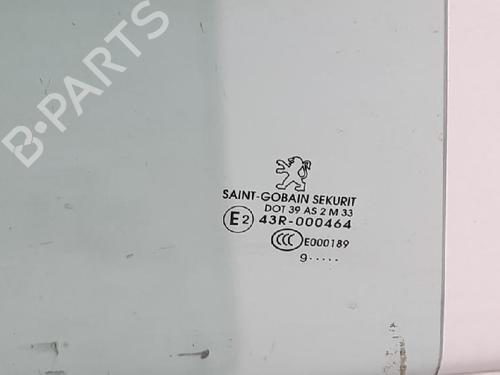 B-PARTS
SAINT-GOBAIN SEKURIT
DOT 39 AS 2 M 33
E2 43R-000464
CCC E000189
9·····